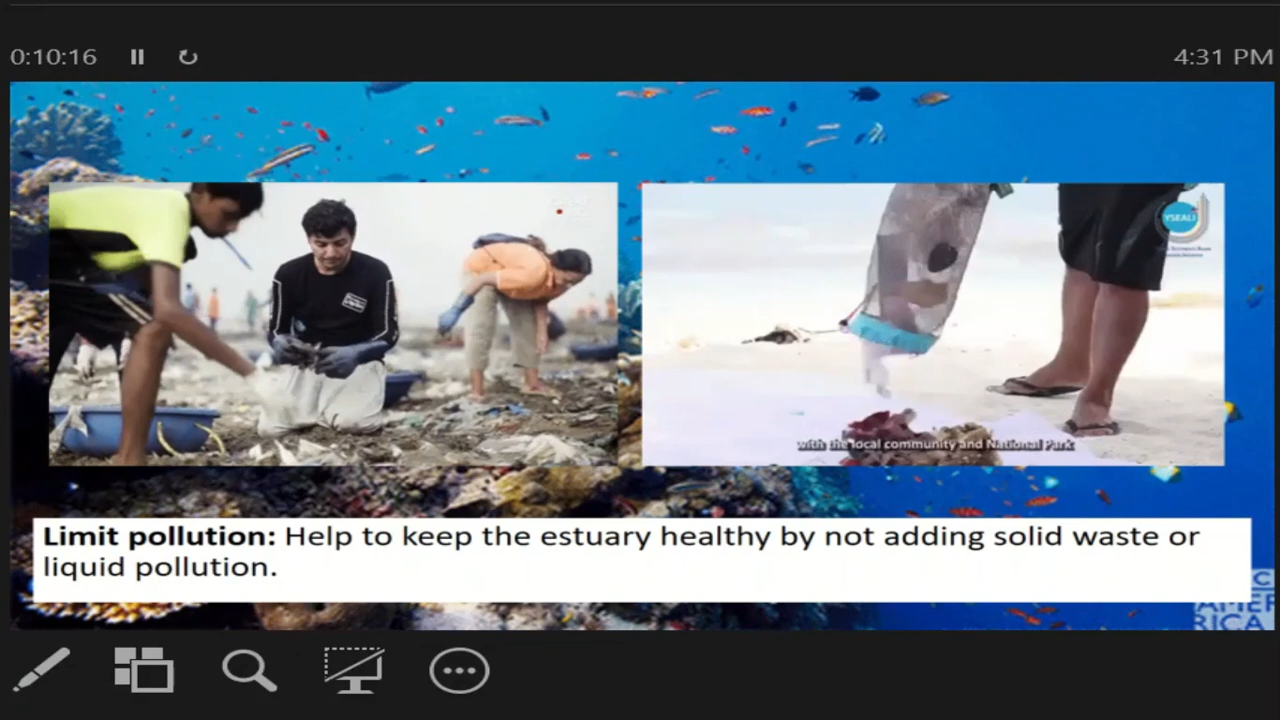 0:10:16
4:31 PM
YSEALI
with the local community and National Park
Limit pollution: Help to keep the estuary healthy by not adding solid waste or
liquid pollution.